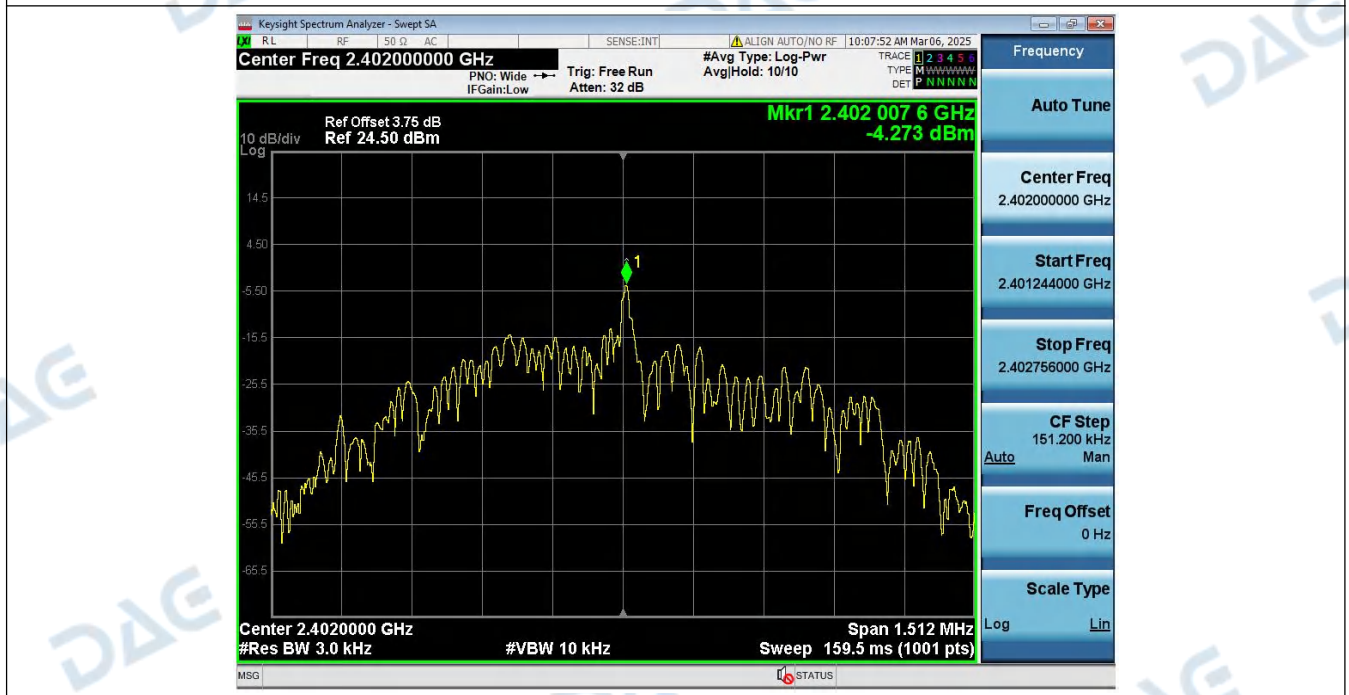 Keysight Spectrum Analyzer - Swept SA
LXI RL RF 50 Ω AC SENSE:INT ALIGN AUTO/NO RF 10:07:52 AM Mar 06, 2025
Center Freq 2.402000000 GHz
PNO: Wide
IFGain:Low
Trig: Free Run
Atten: 32 dB
#Avg Type: Log-Pwr
Avg|Hold: 10/10
TRACE 1 2 3 4 5 6
TYPE M WWWWW
DET P N N N N N
Ref Offset 3.75 dB
Ref 24.50 dBm
10 dB/div
Log
Mkr1 2.402 007 6 GHz
-4.273 dBm
14.5
4.50
-5.50
-15.5
-25.5
-35.5
-45.5
-55.5
-65.5
1
Center 2.4020000 GHz
Span 1.512 MHz
#Res BW 3.0 kHz
#VBW 10 kHz
Sweep 159.5 ms (1001 pts)
MSG
STATUS
Frequency
Auto Tune
Center Freq
2.402000000 GHz
Start Freq
2.401244000 GHz
Stop Freq
2.402756000 GHz
CF Step
151.200 kHz
Auto Man
Freq Offset
0 Hz
Scale Type
Log Lin
DAG
DAG